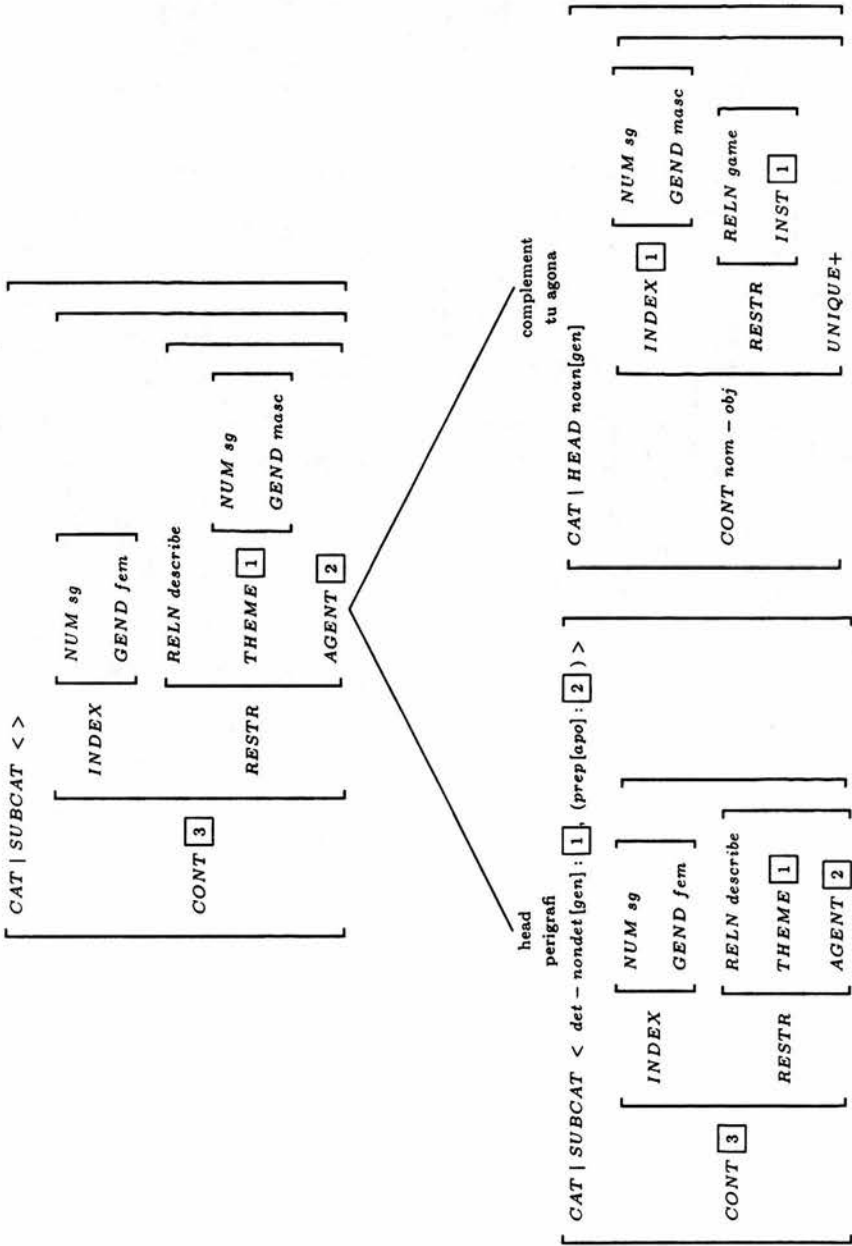 CAT | SUBCAT < >
CONT 3
INDEX
NUM sg
GEND fem
RESTR
RELN describe
THEME 1
NUM sg
GEND masc
AGENT 2
head
perigrafi
CAT | SUBCAT < det – nondet[gen] : 1, (prep[apo] : 2 ) >
CONT 3
INDEX
NUM sg
GEND fem
RESTR
RELN describe
THEME 1
AGENT 2
complement
tu agona
CAT | HEAD noun[gen]
CONT nom – obj
INDEX 1
NUM sg
GEND masc
RESTR
RELN game
INST 1
UNIQUE+